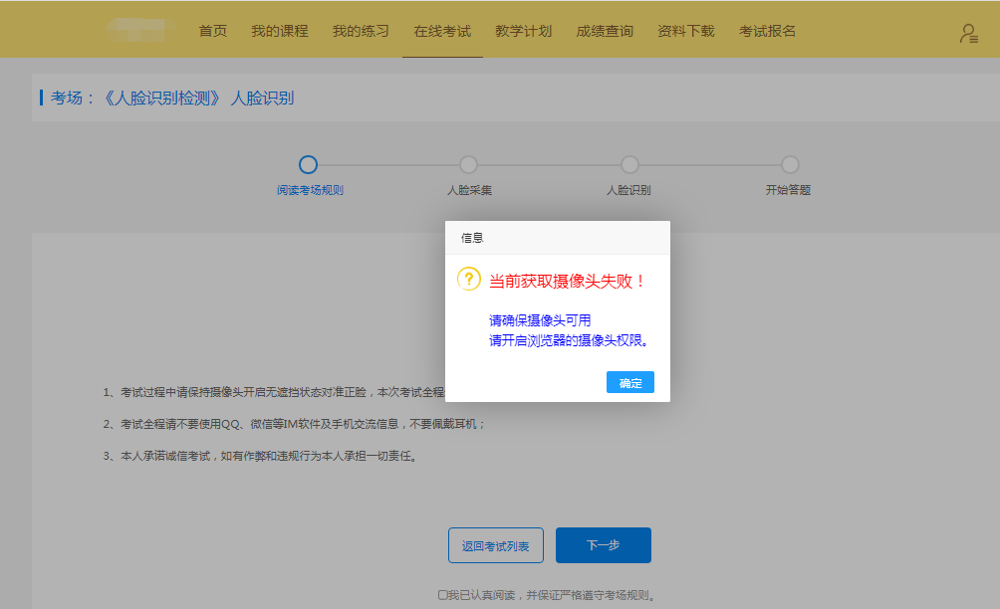 首页 我的课程 我的练习 在线考试 教学计划 成绩查询 资料下载 考试报名
考场：《人脸识别检测》 人脸识别
阅读考场规则 人脸采集 人脸识别 开始答题
信息
?
当前获取摄像头失败！
请确保摄像头可用
请开启浏览器的摄像头权限。
确定
1、考试过程中请保持摄像头开启无遮挡状态对准正脸，本次考试全程
2、考试全程请不要使用QQ、微信等IM软件及手机交流信息，不要佩戴耳机；
3、本人承诺诚信考试，如有作弊和违规行为本人承担一切责任。
返回考试列表 下一步
我已认真阅读，并保证严格遵守考场规则。